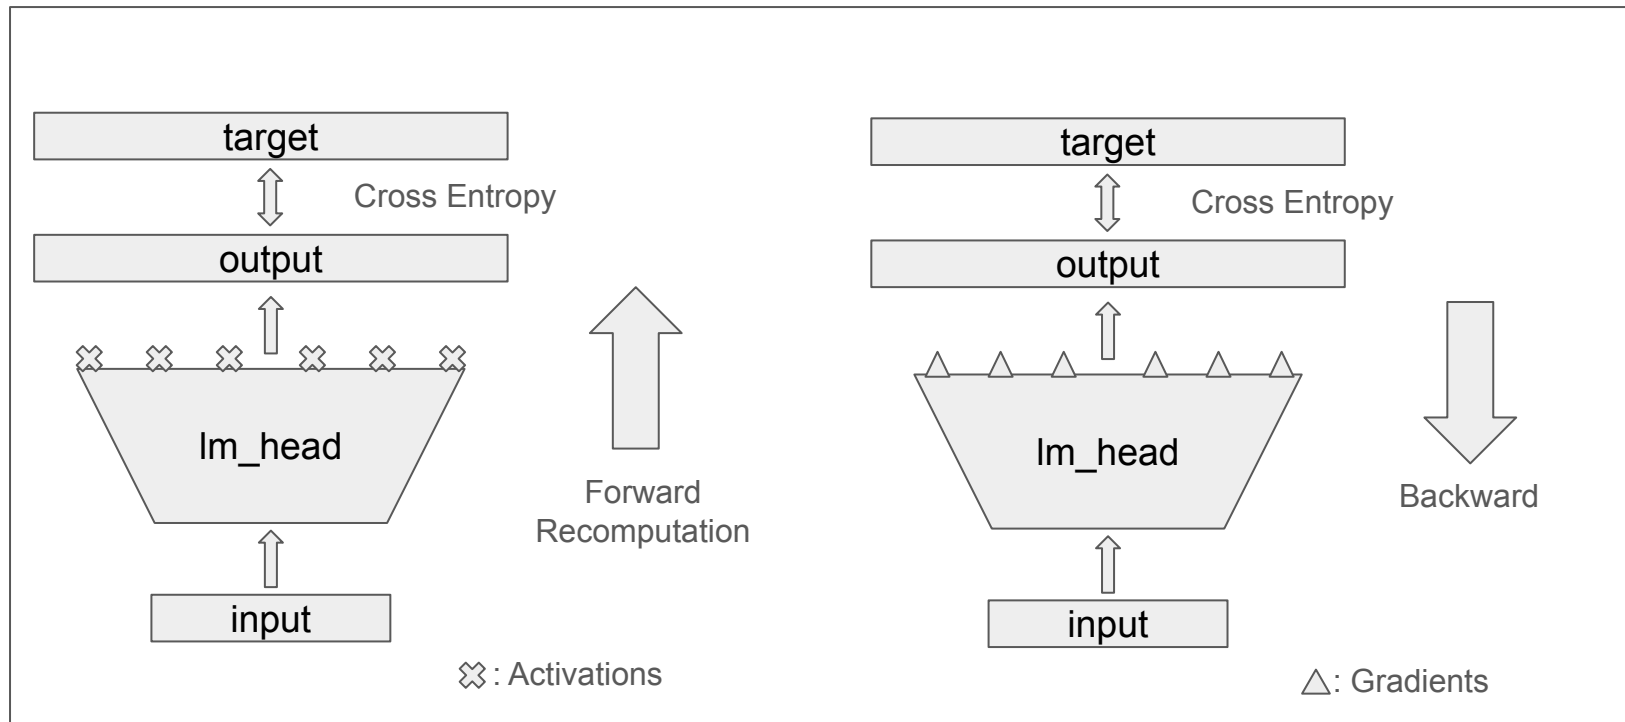 target
Cross Entropy
output
lm_head
Forward
Recomputation
input
: Activations
target
Cross Entropy
output
lm_head
Backward
input
: Gradients